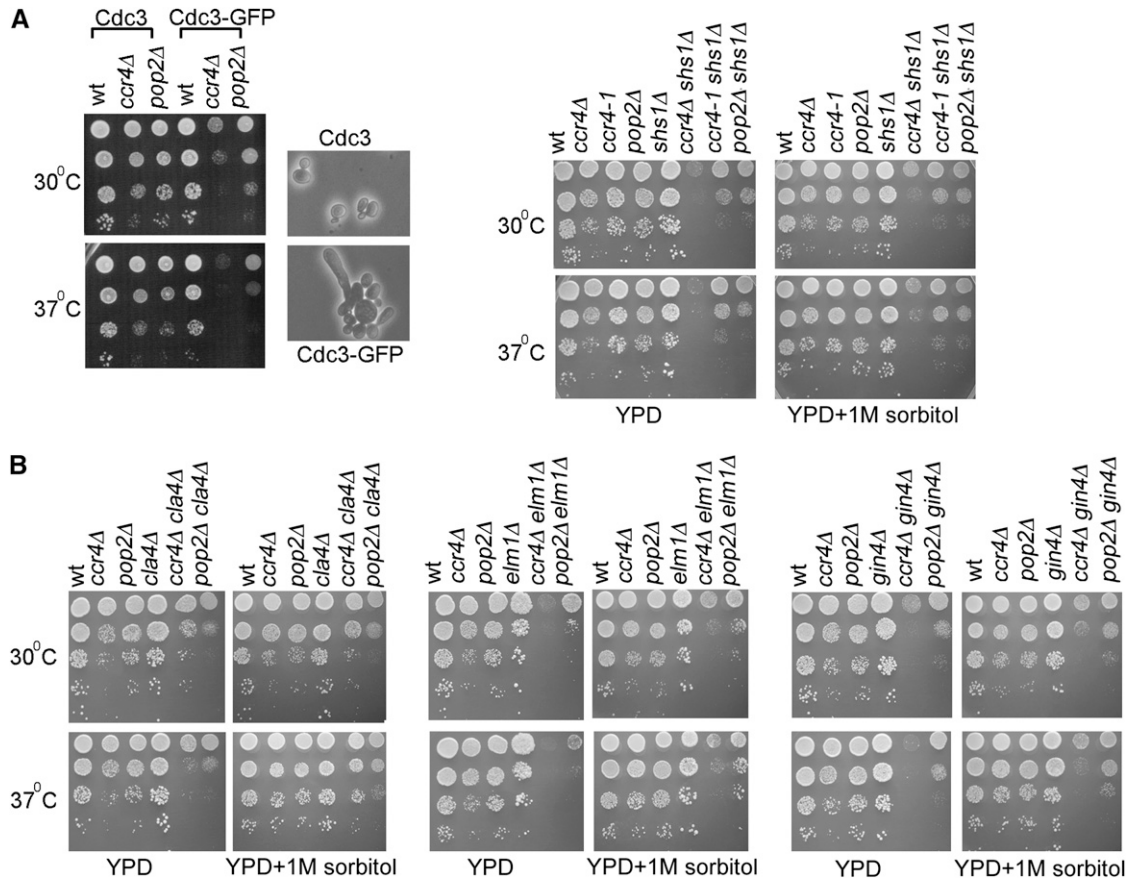 A
Cdc3 Cdc3-GFP
wt ccr4Δ pop2Δ wt ccr4Δ pop2Δ
30⁰C
37⁰C
Cdc3
Cdc3-GFP
wt ccr4Δ ccr4-1 pop2Δ shs1Δ ccr4Δ shs1Δ ccr4-1 shs1Δ pop2Δ shs1Δ
wt ccr4Δ ccr4-1 pop2Δ shs1Δ ccr4Δ shs1Δ ccr4-1 shs1Δ pop2Δ shs1Δ
30⁰C
37⁰C
YPD YPD+1M sorbitol
B
wt ccr4Δ pop2Δ cla4Δ ccr4Δ cla4Δ pop2Δ cla4Δ
wt ccr4Δ pop2Δ cla4Δ ccr4Δ cla4Δ pop2Δ cla4Δ
wt ccr4Δ pop2Δ elm1Δ ccr4Δ elm1Δ pop2Δ elm1Δ
wt ccr4Δ pop2Δ elm1Δ ccr4Δ elm1Δ pop2Δ elm1Δ
wt ccr4Δ pop2Δ gin4Δ ccr4Δ gin4Δ pop2Δ gin4Δ
wt ccr4Δ pop2Δ gin4Δ ccr4Δ gin4Δ pop2Δ gin4Δ
30⁰C
37⁰C
YPD YPD+1M sorbitol YPD YPD+1M sorbitol YPD YPD+1M sorbitol